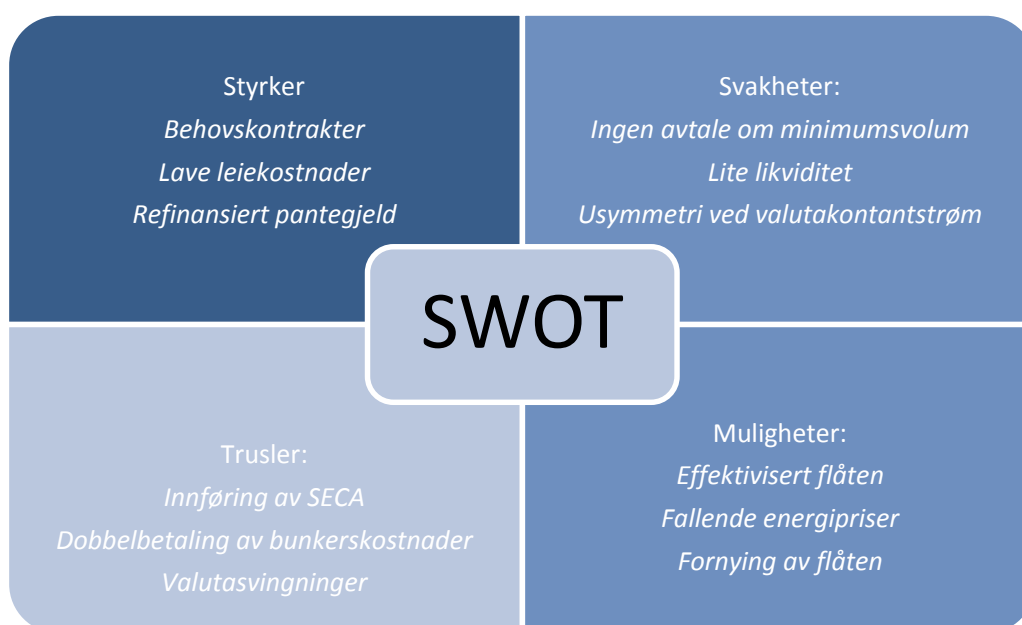 Styrker
Behovskontrakter
Lave leiekostnader
Refinansiert pantegjeld
Svakheter:
Ingen avtale om minimumsvolum
Lite likviditet
Usymmetri ved valutakontantstrøm
SWOT
Trusler:
Innføring av SECA
Dobbelbetaling av bunkerskostnader
Valutasvingninger
Muligheter:
Effektivisert flåten
Fallende energipriser
Fornying av flåten